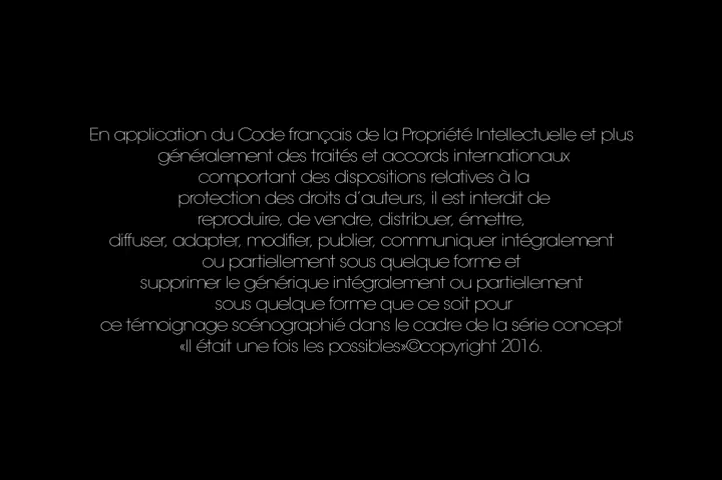 En application du Code français de la Propriété Intellectuelle et plus
généralement des traités et accords internationaux
comportant des dispositions relatives à la
protection des droits d'auteurs, il est interdit de
reproduire, de vendre, distribuer, émettre,
diffuser, adapter, modifier, publier, communiquer intégralement
ou partiellement sous quelque forme et
supprimer le générique intégralement ou partiellement
sous quelque forme que ce soit pour
ce témoignage scénographié dans le cadre de la série concept
«Il était une fois les possibles»©copyright 2016.